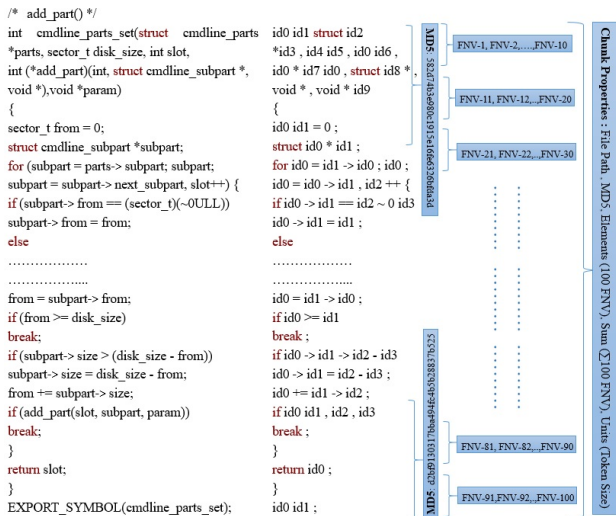 /* add_part() */
int cmdline_parts_set(struct cmdline_parts
*parts, sector_t disk_size, int slot,
int (*add_part)(int, struct cmdline_subpart *,
void *),void *param)
{
sector_t from = 0;
struct cmdline_subpart *subpart;
for (subpart = parts-> subpart; subpart;
subpart = subpart-> next_subpart, slot++) {
if (subpart-> from == (sector_t)(~0ULL))
subpart-> from = from;
else
………………
………………....
from = subpart-> from;
if (from >= disk_size)
break;
if (subpart-> size > (disk_size - from))
subpart-> size = disk_size - from;
from += subpart-> size;
if (add_part(slot, subpart, param))
break;
}
return slot;
}
EXPORT_SYMBOL(cmdline_parts_set);
id0 id1 struct id2
*id3 , id4 id5 , id0 id6 ,
id0 * id7 id0 , struct id8 * ,
void * , void * id9
{
id0 id1 = 0 ;
struct id0 * id1 ;
for id0 = id1 -> id0 ; id0 ;
id0 = id0 -> id1 , id2 ++ {
if id0 -> id1 == id2 ~ 0 id3
id0 -> id1 = id1 ;
else
………………
……………....
id0 = id1 -> id0 ;
if id0 >= id1
break ;
if id0 -> id1 -> id2 - id3
id0 -> id1 = id2 - id3 ;
id0 += id1 -> id2 ;
if id0 id1 , id2 , id3
break ;
}
return id0 ;
}
id0 id1 ;
MD5: 582d74b3e980c1915e16fe6326bfda3d
MD5: d2bf9130317bba494fc4b5b28837b525
FNV-1, FNV-2,….,FNV-10
FNV-11, FNV-12,..,FNV-20
FNV-21, FNV-22,..,FNV-30
FNV-81, FNV-82,..,FNV-90
FNV-91,FNV-92,..,FNV-100
Chunk Properties : File Path , MD5, Elements (100 FNV), Sum (∑100 FNV), Units (Token Size)